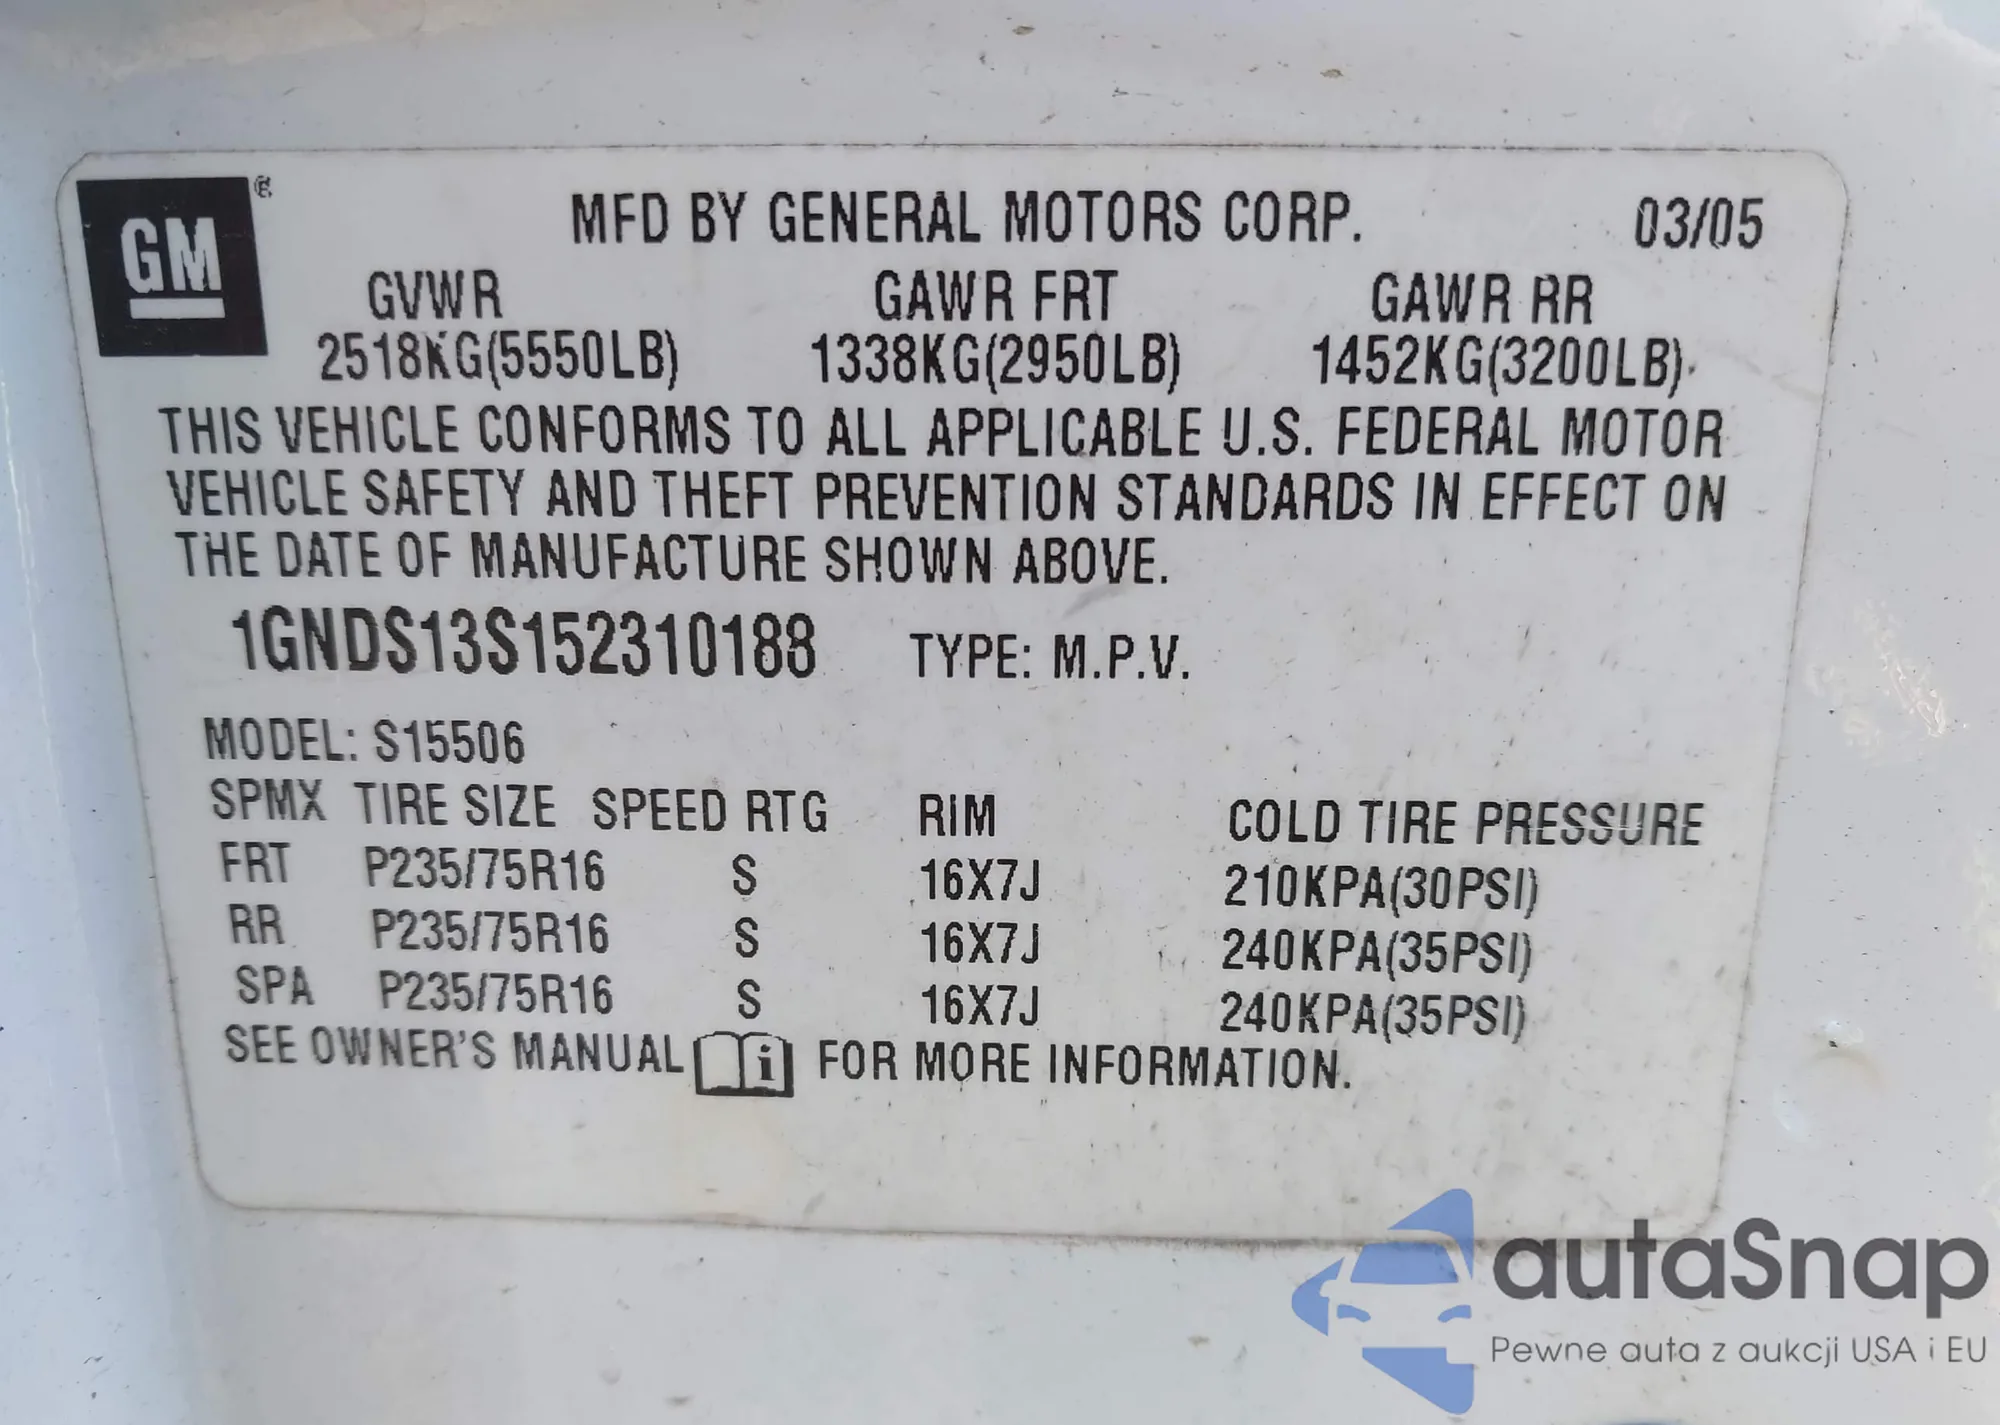 GM®
MFD BY GENERAL MOTORS CORP. 03/05
GVWR GAWR FRT GAWR RR
2518KG(5550LB) 1338KG(2950LB) 1452KG(3200LB)
THIS VEHICLE CONFORMS TO ALL APPLICABLE U.S. FEDERAL MOTOR
VEHICLE SAFETY AND THEFT PREVENTION STANDARDS IN EFFECT ON
THE DATE OF MANUFACTURE SHOWN ABOVE.
1GNDS13S152310188 TYPE: M.P.V.
MODEL: S15506
SPMX TIRE SIZE SPEED RTG RIM COLD TIRE PRESSURE
FRT P235/75R16 S 16X7J 210KPA(30PSI)
RR P235/75R16 S 16X7J 240KPA(35PSI)
SPA P235/75R16 S 16X7J 240KPA(35PSI)
SEE OWNER'S MANUAL i FOR MORE INFORMATION.
autaSnap
Pewne auta z aukcji USA i EU